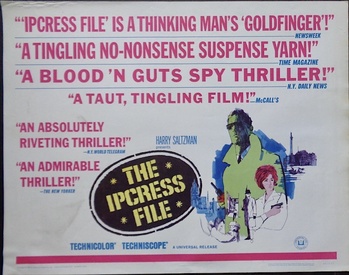 "'IPCRESS FILE' IS A THINKING MAN'S 'GOLDFINGER'!"
NEWSWEEK
"A TINGLING NO-NONSENSE SUSPENSE YARN!"
TIME MAGAZINE
"A BLOOD 'N GUTS SPY THRILLER!"
N.Y. DAILY NEWS
"A TAUT, TINGLING FILM!"—McCALL'S
"AN ABSOLUTELY
RIVETING THRILLER!"
—N.Y. WORLD TELEGRAM
"AN ADMIRABLE
THRILLER!"—THE NEW YORKER
HARRY SALTZMAN
THE
IPCRESS
FILE
TECHNICOLOR® TECHNISCOPE® A UNIVERSAL RELEASE